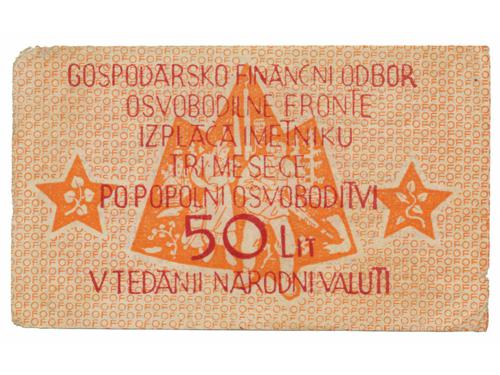 GOSPODARSKO FINANČNI ODBOR
OSVOBODILNE FRONTE
IZPLAČA IMETNIKU
TRI MESECE
PO POPOLNI OSVOBODITVI
50 LIT
V TEDANJI NARODNI VALUTI